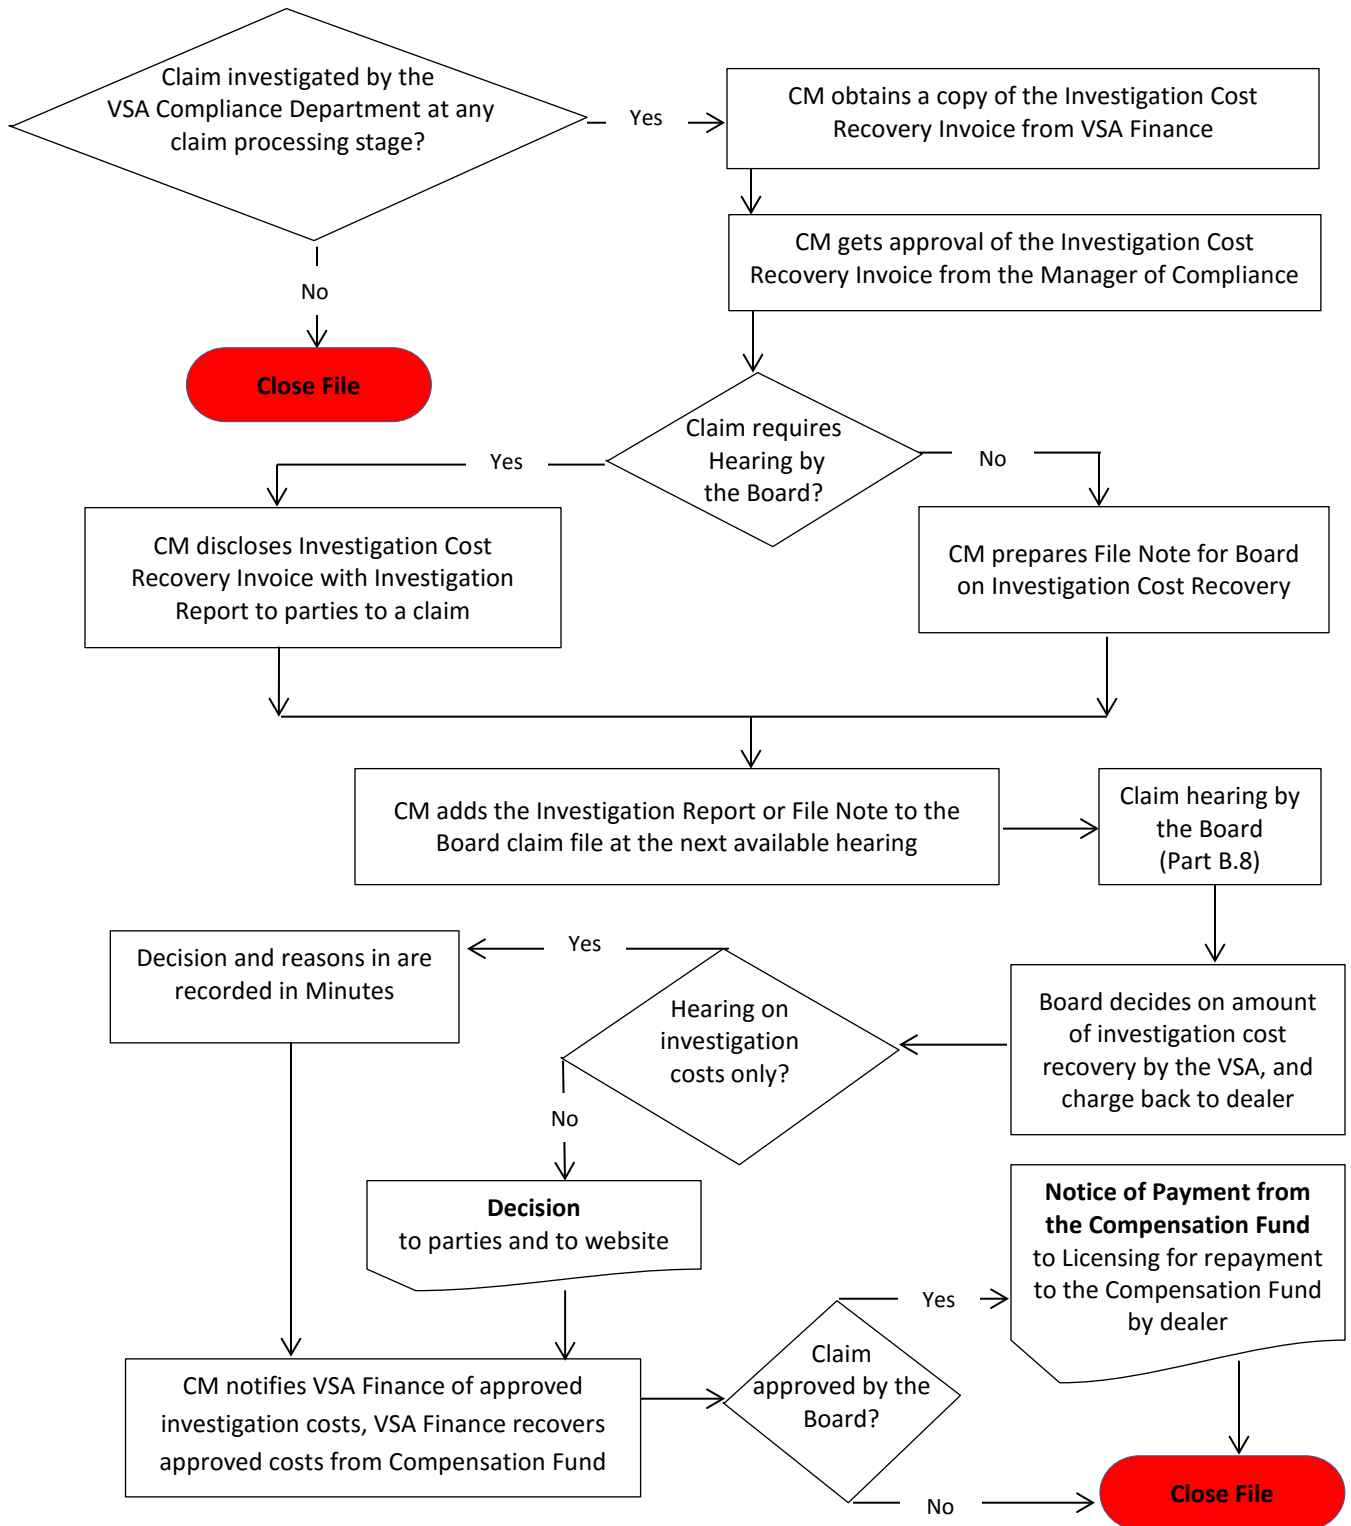 Claim investigated by the
VSA Compliance Department at any
claim processing stage?
Yes
CM obtains a copy of the Investigation Cost
Recovery Invoice from VSA Finance
CM gets approval of the Investigation Cost
Recovery Invoice from the Manager of Compliance
No
Close File
Claim requires
Hearing by
the Board?
Yes
No
CM discloses Investigation Cost
Recovery Invoice with Investigation
Report to parties to a claim
CM prepares File Note for Board
on Investigation Cost Recovery
CM adds the Investigation Report or File Note to the
Board claim file at the next available hearing
Claim hearing by
the Board
(Part B.8)
Board decides on amount
of investigation cost
recovery by the VSA, and
charge back to dealer
Hearing on
investigation
costs only?
Yes
Decision and reasons in are
recorded in Minutes
No
Decision
to parties and to website
CM notifies VSA Finance of approved
investigation costs, VSA Finance recovers
approved costs from Compensation Fund
Claim
approved by the
Board?
Yes
Notice of Payment from
the Compensation Fund
to Licensing for repayment
to the Compensation Fund
by dealer
No
Close File